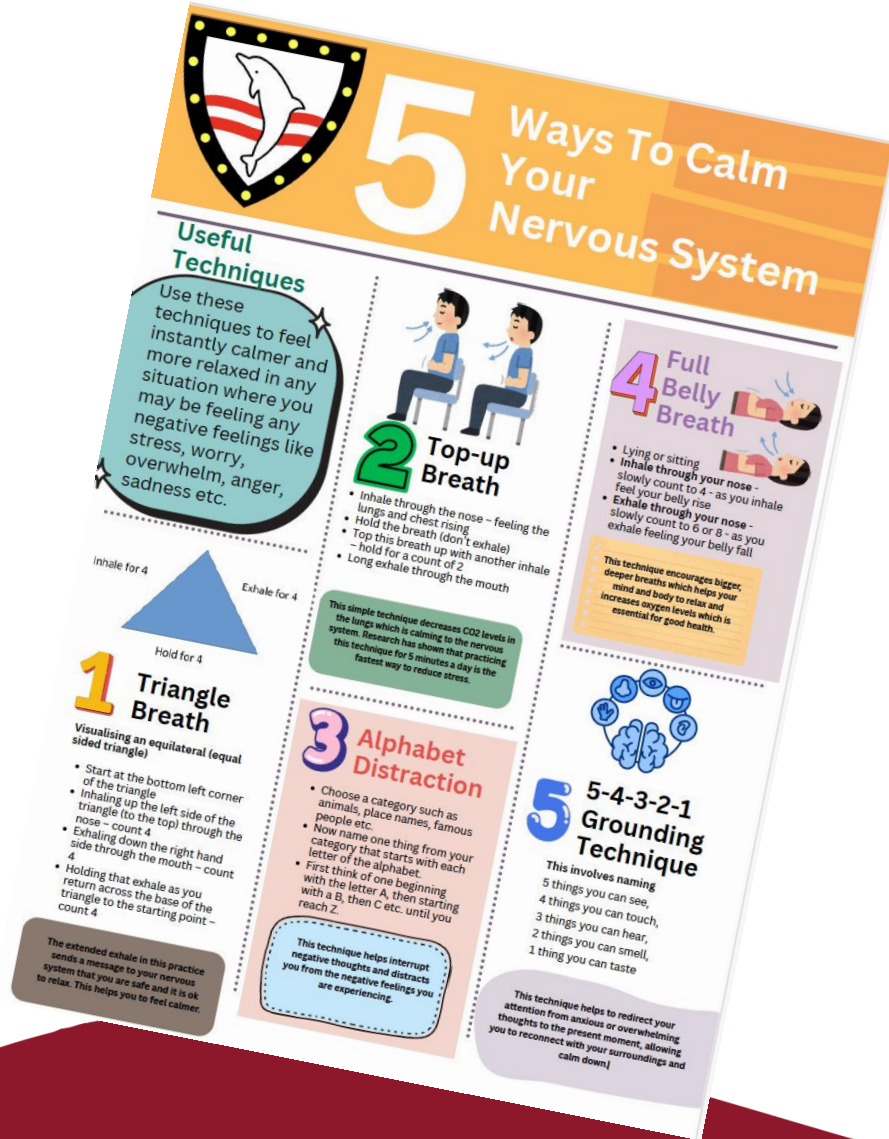 5
Ways To Calm
Your
Nervous System
Useful
Techniques
Use these
techniques to feel
instantly calmer and
more relaxed in any
situation where you
may be feeling any
negative feelings like
stress, worry,
overwhelm, anger,
sadness etc.
Inhale for 4
Exhale for 4
Hold for 4
1
Triangle
Breath
Visualising an equilateral (equal
sided triangle)
• Start at the bottom left corner
of the triangle
• Inhaling up the left side of the
triangle (to the top) through the
nose – count 4
• Exhaling down the right hand
side through the mouth – count
4
• Holding that exhale as you
return across the base of the
triangle to the starting point –
count 4
The extended exhale in this practice
sends a message to your nervous
system that you are safe and it is ok
to relax. This helps you to feel calmer.
2
Top-up
Breath
• Inhale through the nose – feeling the
lungs and chest rising
• Hold the breath (don't exhale)
• Top this breath up with another inhale
– hold for a count of 2
• Long exhale through the mouth
This simple technique decreases CO2 levels in
the lungs which is calming to the nervous
system. Research has shown that practicing
this technique for 5 minutes a day is the
fastest way to reduce stress.
3
Alphabet
Distraction
• Choose a category such as
animals, place names, famous
people etc.
• Now name one thing from your
category that starts with each
letter of the alphabet.
• First think of one beginning
with the letter A, then starting
with a B, then C etc. until you
reach Z.
This technique helps interrupt
negative thoughts and distracts
you from the negative feelings you
are experiencing.
4
Full
Belly
Breath
• Lying or sitting
• Inhale through your nose -
slowly count to 4 - as you inhale
feel your belly rise
• Exhale through your nose -
slowly count to 6 or 8 - as you
exhale feeling your belly fall
This technique encourages bigger,
deeper breaths which helps your
mind and body to relax and
increases oxygen levels which is
essential for good health.
5
5-4-3-2-1
Grounding
Technique
This involves naming
5 things you can see,
4 things you can touch,
3 things you can hear,
2 things you can smell,
1 thing you can taste
This technique helps to redirect your
attention from anxious or overwhelming
thoughts to the present moment, allowing
you to reconnect with your surroundings and
calm down.